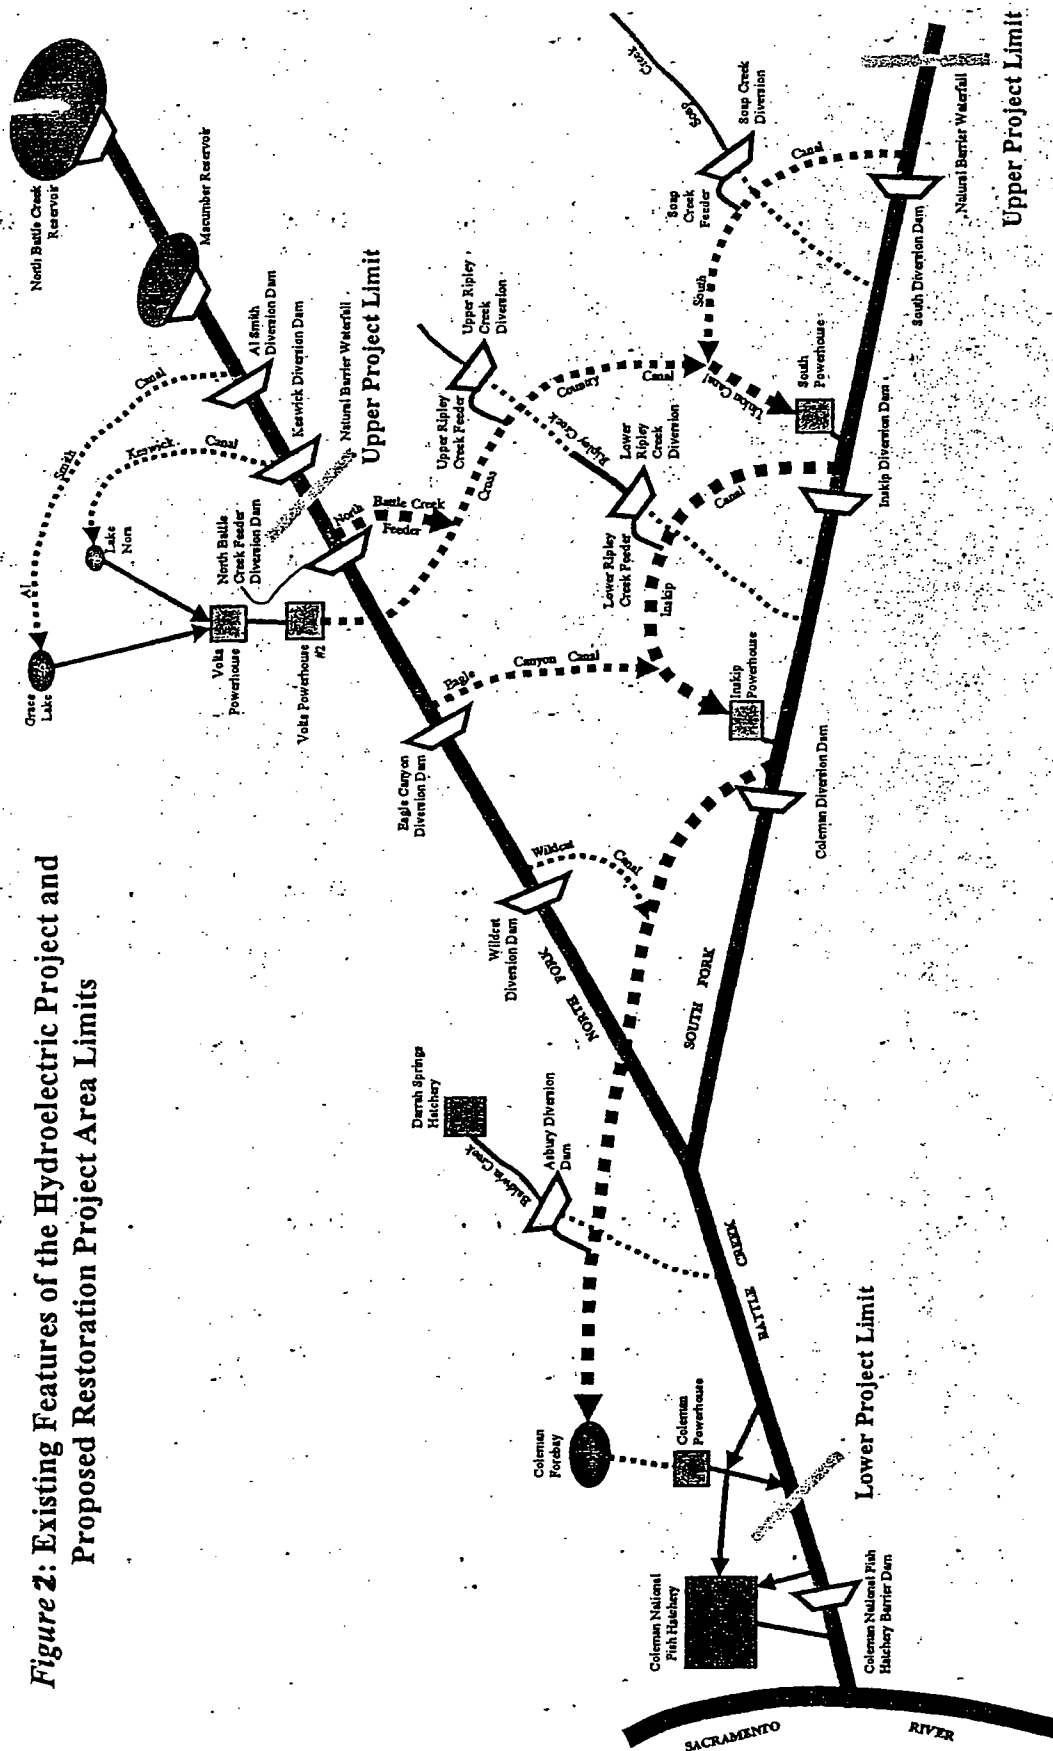 Figure 2: Existing Features of the Hydroelectric Project and
Proposed Restoration Project Area Limits
North Battle Creek
Reservoir
Macumber Reservoir
Al Smith
Diversion Dam
Keswick Diversion Dam
Natural Barrier Waterfall
Upper Project Limit
Al Smith Canal
Keswick Canal
Grace
Lake
Lake
Nora
Volta
Powerhouse
Volta Powerhouse
#2
North Battle
Creek Feeder
Diversion Dam
North Battle Creek
Feeder
Upper Ripley
Creek
Diversion
Upper Ripley
Creek Feeder
Cross Country Canal
Ripley Creek
Lower
Ripley
Creek
Diversion
Lower Ripley
Creek Feeder
Soap Creek
Soap Creek
Diversion
Soap
Creek
Feeder
South Canal
Union Canal
South
Powerhouse
South Diversion Dam
Natural Barrier Waterfall
Upper Project Limit
Inskip Diversion Dam
Inskip Canal
Inskip
Powerhouse
Eagle Canyon Canal
Eagle Canyon
Diversion Dam
Coleman Diversion Dam
Wildcat Canal
Wildcat
Diversion Dam
NORTH FORK
SOUTH FORK
Darrah Springs
Hatchery
Baldwin Creek
Asbury Diversion
Dam
BATTLE CREEK
Coleman
Forebay
Coleman
Powerhouse
Lower Project Limit
Coleman National
Fish Hatchery
Coleman National Fish
Hatchery Barrier Dam
SACRAMENTO RIVER